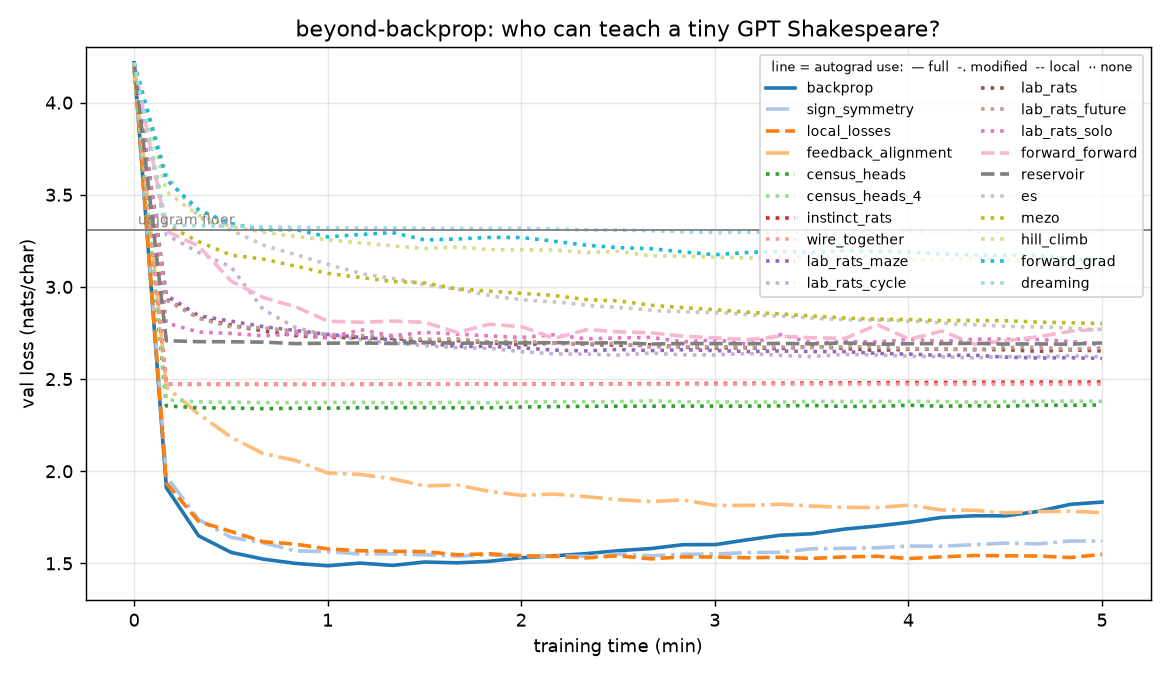 beyond-backprop: who can teach a tiny GPT Shakespeare?
line = autograd use: — full -. modified -- local ·· none
backprop
sign_symmetry
local_losses
feedback_alignment
census_heads
census_heads_4
instinct_rats
wire_together
lab_rats_maze
lab_rats_cycle
lab_rats
lab_rats_future
lab_rats_solo
forward_forward
reservoir
es
mezo
hill_climb
forward_grad
dreaming
unigram floor
val loss (nats/char)
4.0
3.5
3.0
2.5
2.0
1.5
0
1
2
3
4
5
training time (min)